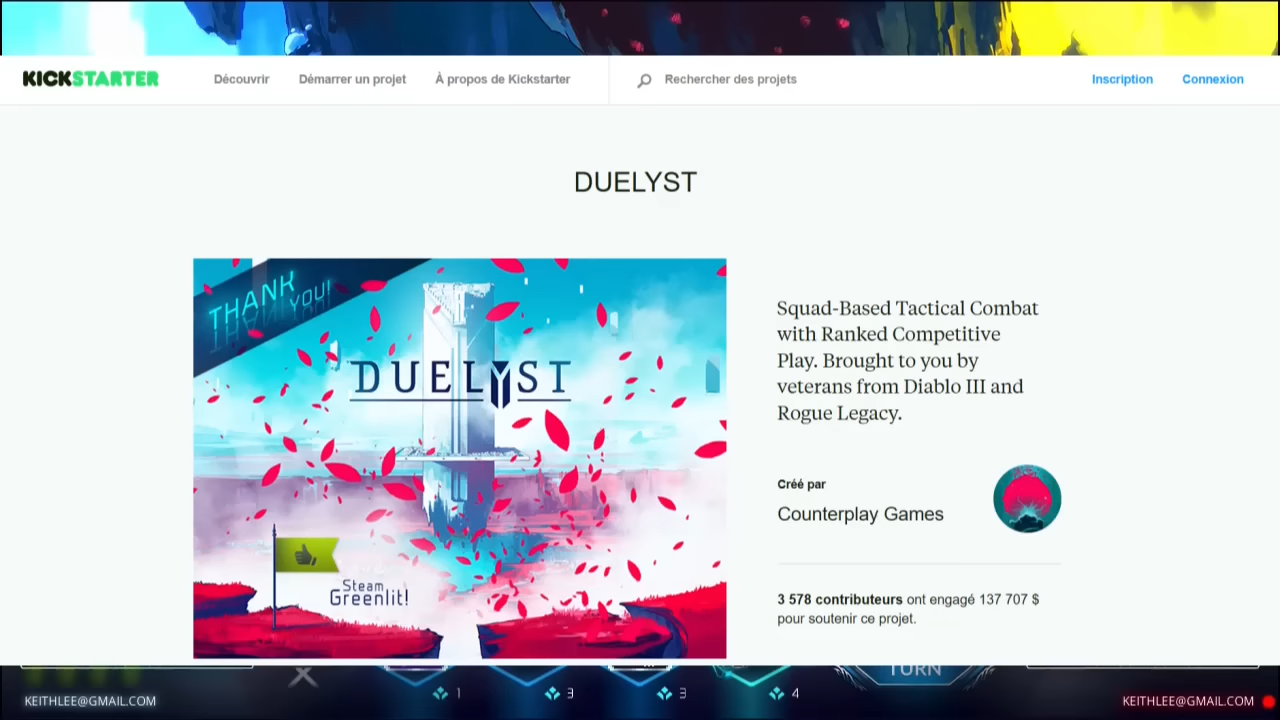 KICKSTARTER
Découvrir
Démarrer un projet
À propos de Kickstarter
Rechercher des projets
Inscription
Connexion
DUELYST
THANK YOU!
DUELYST
Steam
Greenlit!
Squad-Based Tactical Combat
with Ranked Competitive
Play. Brought to you by
veterans from Diablo III and
Rogue Legacy.
Créé par
Counterplay Games
3 578 contributeurs ont engagé 137 707 $
pour soutenir ce projet.
TURN
1
3
3
4
KEITHLEE@GMAIL.COM
KEITHLEE@GMAIL.COM